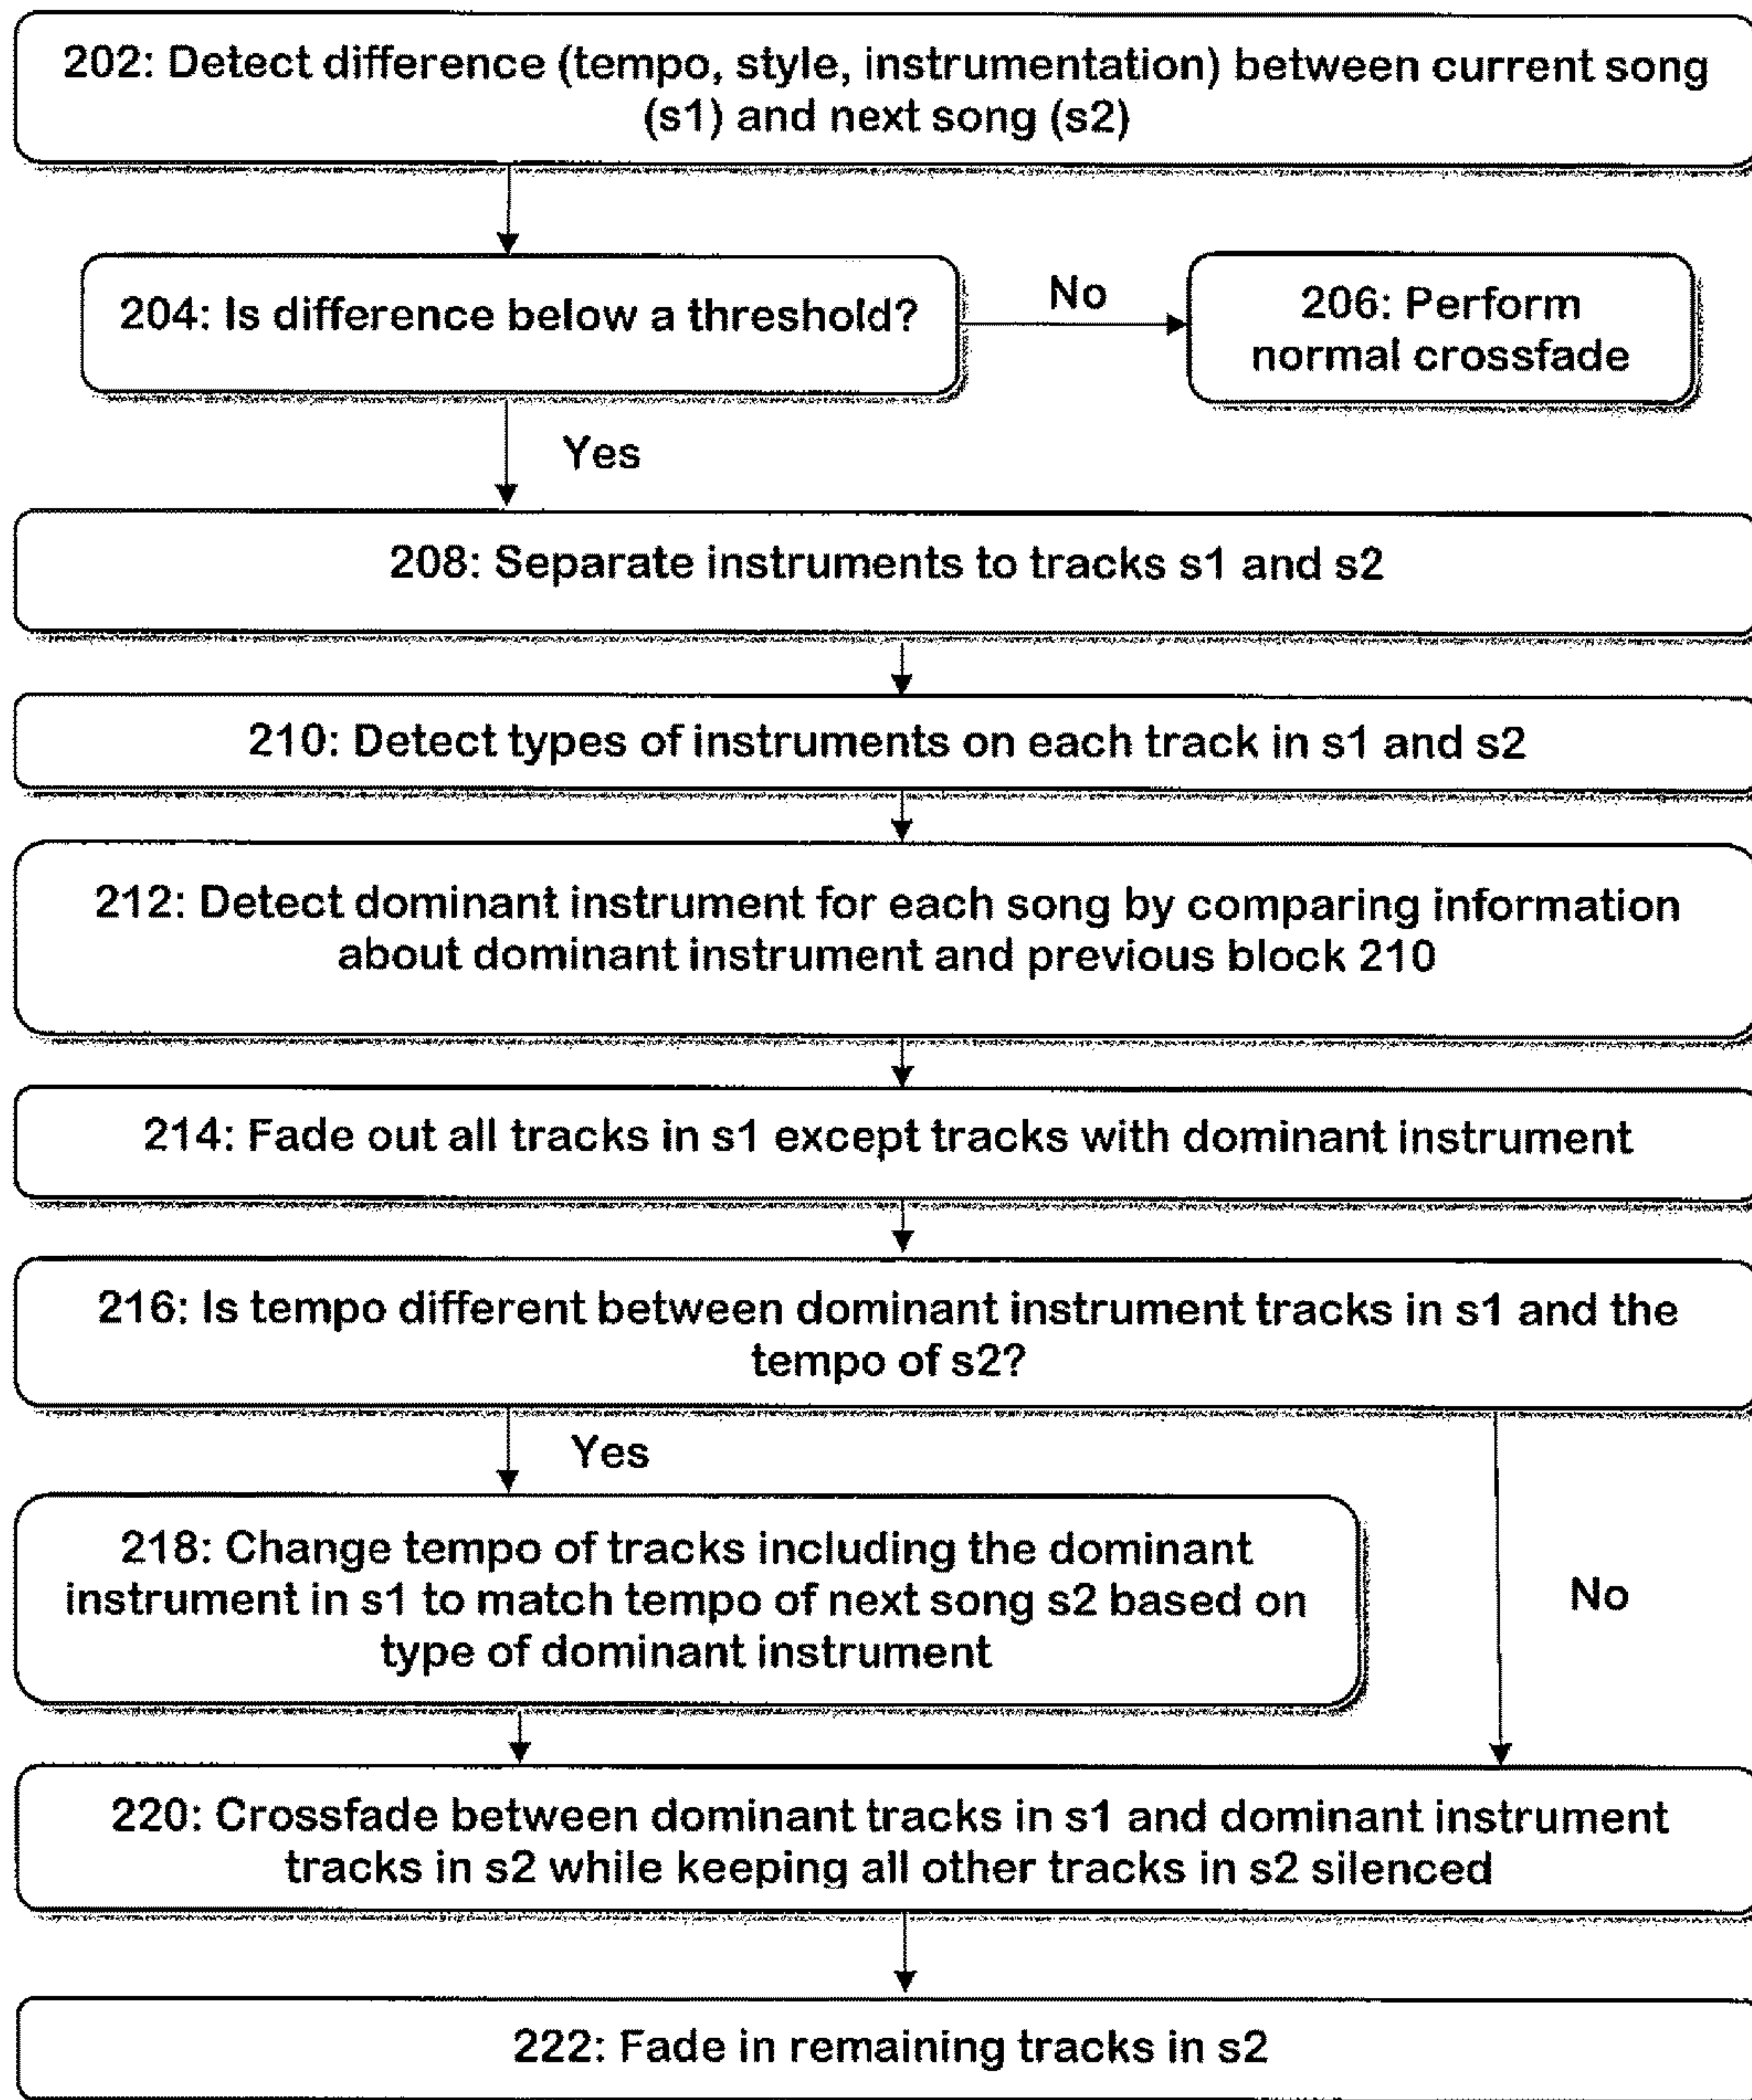 202: Detect difference (tempo, style, instrumentation) between current song
(s1) and next song (s2)
204: Is difference below a threshold?
No
206: Perform
normal crossfade
Yes
208: Separate instruments to tracks s1 and s2
210: Detect types of instruments on each track in s1 and s2
212: Detect dominant instrument for each song by comparing information
about dominant instrument and previous block 210
214: Fade out all tracks in s1 except tracks with dominant instrument
216: Is tempo different between dominant instrument tracks in s1 and the
tempo of s2?
Yes
218: Change tempo of tracks including the dominant
instrument in s1 to match tempo of next song s2 based on
type of dominant instrument
No
220: Crossfade between dominant tracks in s1 and dominant instrument
tracks in s2 while keeping all other tracks in s2 silenced
222: Fade in remaining tracks in s2